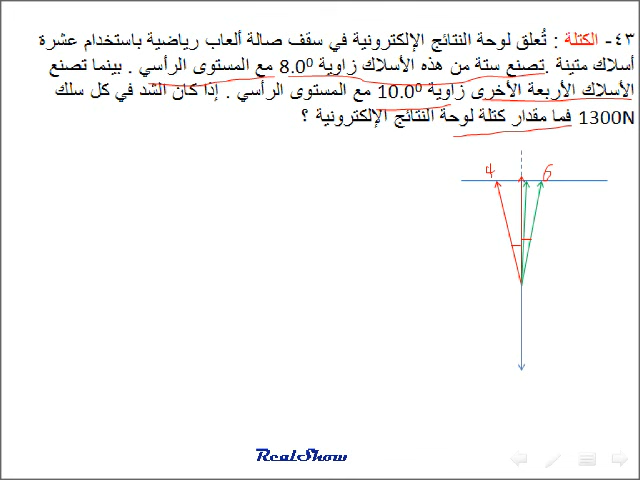 ٤٣- الكتلة : تُعلق لوحة النتائج الإلكترونية في سقف صالة ألعاب رياضية باستخدام عشرة
أسلاك متينة . تصنع ستة من هذه الأسلاك زاوية 8.0⁰ مع المستوى الرأسي . بينما تصنع
الأسلاك الأربعة الأخرى زاوية 10.0⁰ مع المستوى الرأسي . إذا كان الشد في كل سلك
1300N فما مقدار كتلة لوحة النتائج الإلكترونية ؟
4 6
RealShow